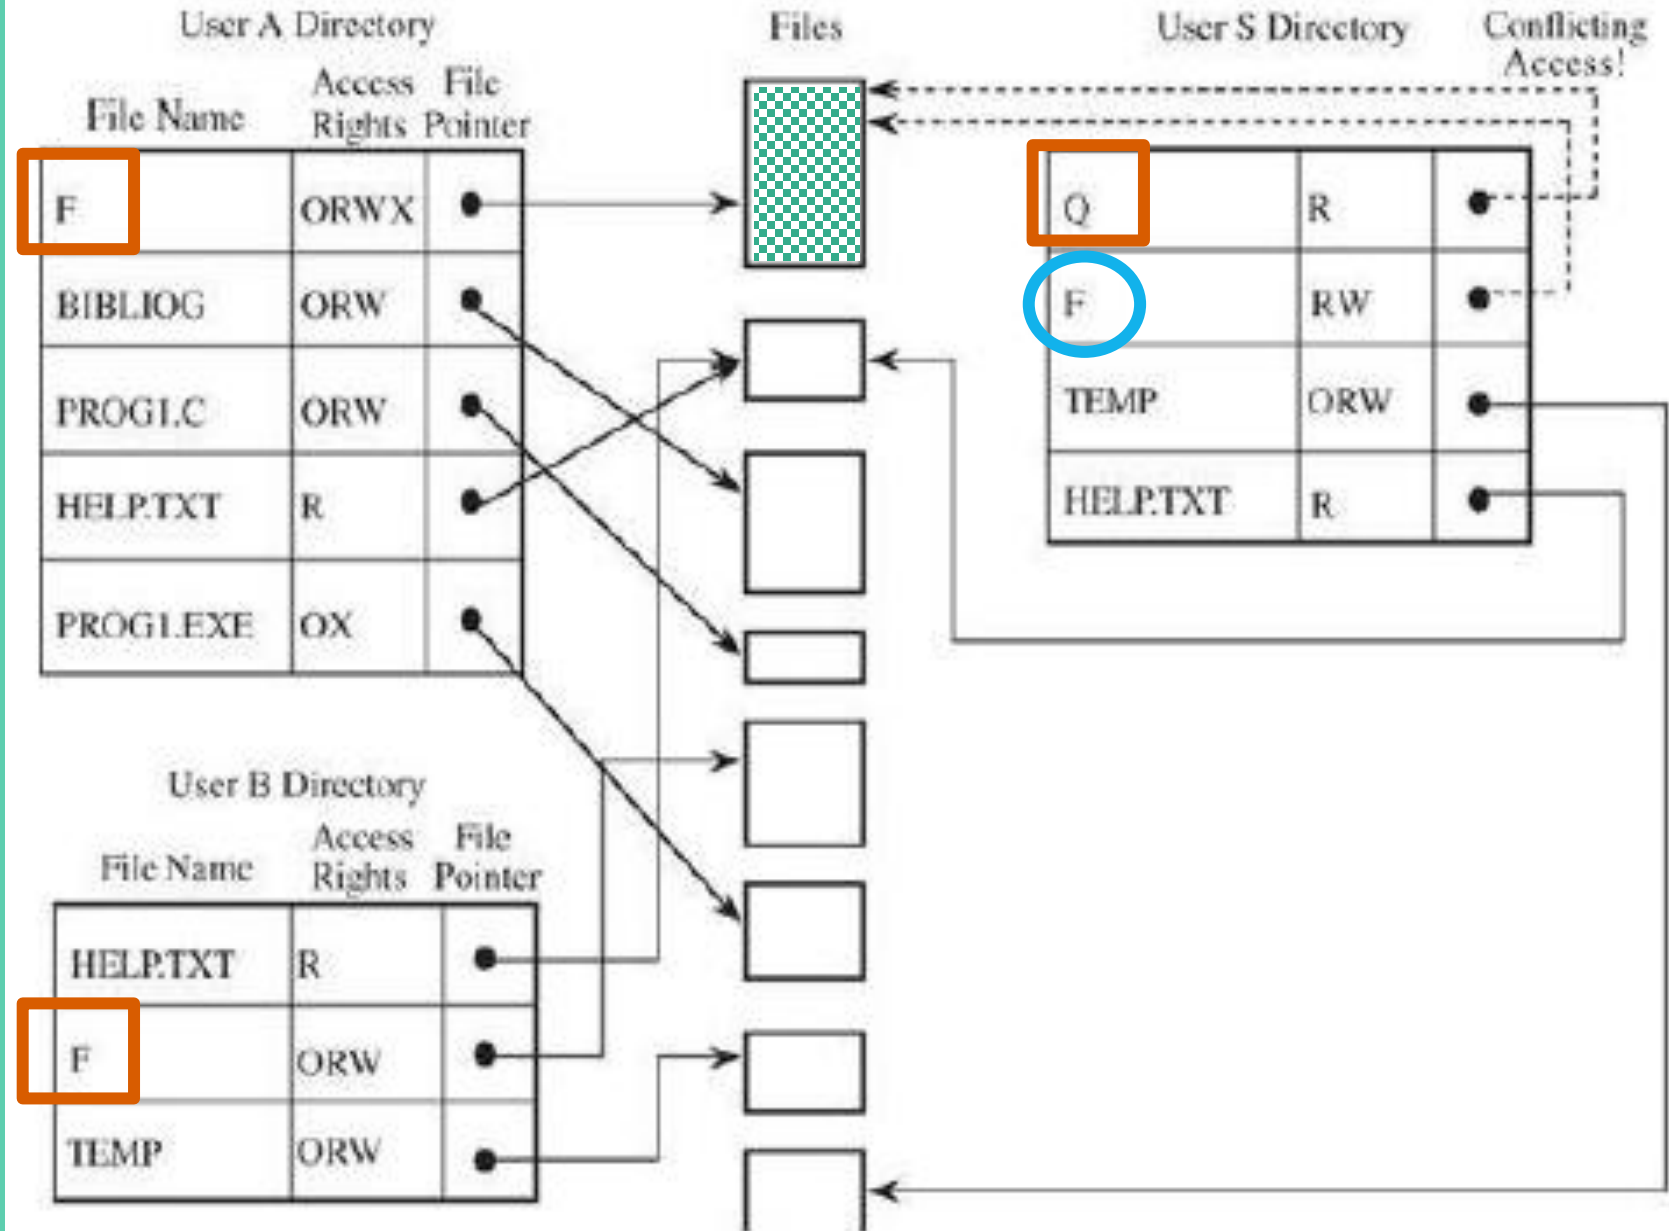 User A Directory
File Name Access Rights File Pointer
F ORWX
BIBLIOG ORW
PROG1.C ORW
HELP.TXT R
PROG1.EXE OX
User B Directory
File Name Access Rights File Pointer
HELP.TXT R
F ORW
TEMP ORW
Files
User S Directory
Conflicting
Access!
Q R
F RW
TEMP ORW
HELP.TXT R